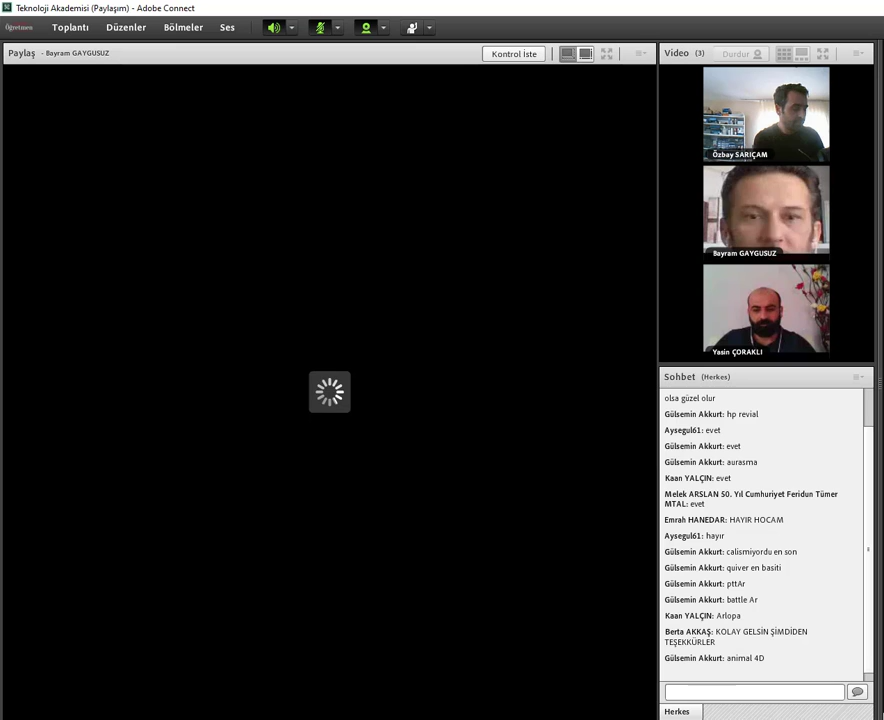 Teknoloji Akademisi (Paylaşım) - Adobe Connect
Toplantı Düzenler Bölmeler Ses
Paylaş - Bayram GAYGUSUZ
Kontrol İste
Video (3)
Durdur
Özbay SARIÇAM
Bayram GAYGUSUZ
Yasin ÇORAKLI
Sohbet (Herkes)
olsa güzel olur
Gülsemin Akkurt: hp revial
Aysegul61: evet
Gülsemin Akkurt: evet
Gülsemin Akkurt: aurasma
Kaan YALÇIN: evet
Melek ARSLAN 50. Yıl Cumhuriyet Feridun Tümer
MTAL: evet
Emrah HANEDAR: HAYIR HOCAM
Aysegul61: hayır
Gülsemin Akkurt: calismiyordu en son
Gülsemin Akkurt: quiver en basiti
Gülsemin Akkurt: pttAr
Gülsemin Akkurt: battle Ar
Kaan YALÇIN: Arlopa
Berta AKKAŞ: KOLAY GELSİN ŞİMDİDEN
TEŞEKKÜRLER
Gülsemin Akkurt: animal 4D
Herkes